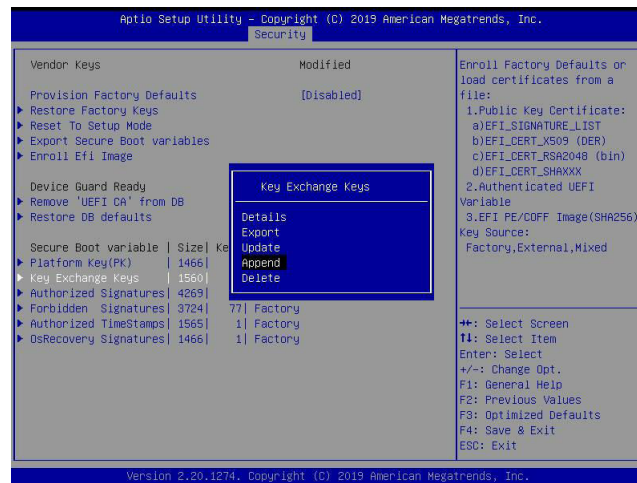 Aptio Setup Utility – Copyright (C) 2019 American Megatrends, Inc.
Security
Vendor Keys Modified
Provision Factory Defaults [Disabled]
Restore Factory Keys
Reset To Setup Mode
Export Secure Boot variables
Enroll Efi Image
Device Guard Ready
Remove 'UEFI CA' from DB
Restore DB defaults
Secure Boot variable | Size| Ke
Platform Key(PK) | 1466|
Key Exchange Keys | 1560|
Authorized Signatures| 4269|
Forbidden Signatures| 3724| 77| Factory
Authorized TimeStamps| 1565| 1| Factory
OsRecovery Signatures| 1466| 1| Factory
Key Exchange Keys
Details
Export
Update
Append
Delete
Enroll Factory Defaults or
load certificates from a
file:
1.Public Key Certificate:
a)EFI_SIGNATURE_LIST
b)EFI_CERT_X509 (DER)
c)EFI_CERT_RSA2048 (bin)
d)EFI_CERT_SHAXXX
2.Authenticated UEFI
Variable
3.EFI PE/COFF Image(SHA256)
Key Source:
Factory,External,Mixed
→←: Select Screen
↑↓: Select Item
Enter: Select
+/-: Change Opt.
F1: General Help
F2: Previous Values
F3: Optimized Defaults
F4: Save & Exit
ESC: Exit
Version 2.20.1274. Copyright (C) 2019 American Megatrends, Inc.